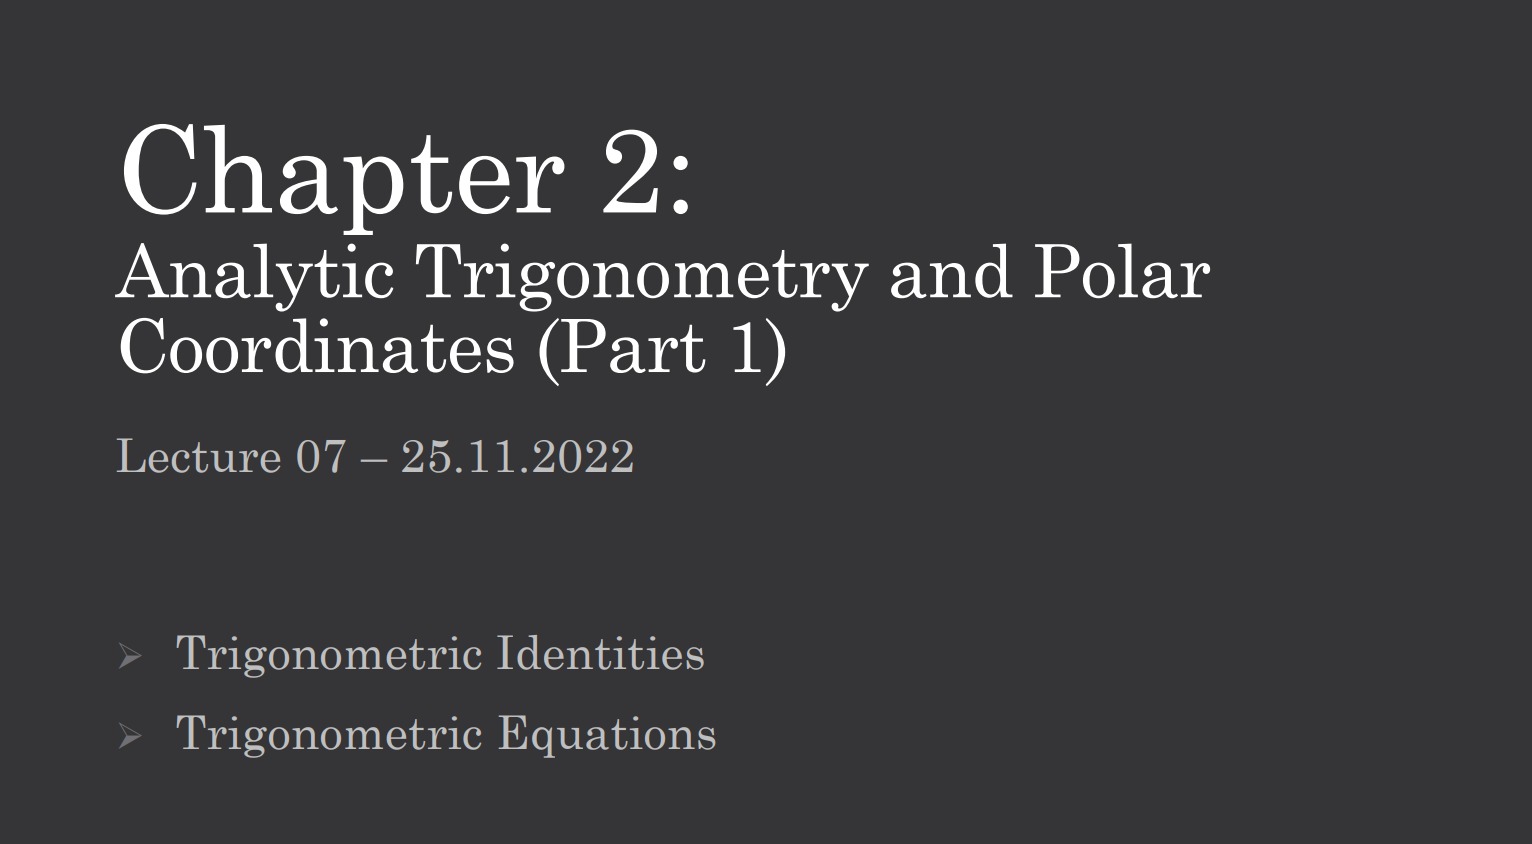 Chapter 2:
Analytic Trigonometry and Polar
Coordinates (Part 1)
Lecture 07 – 25.11.2022
➢ Trigonometric Identities
➢ Trigonometric Equations